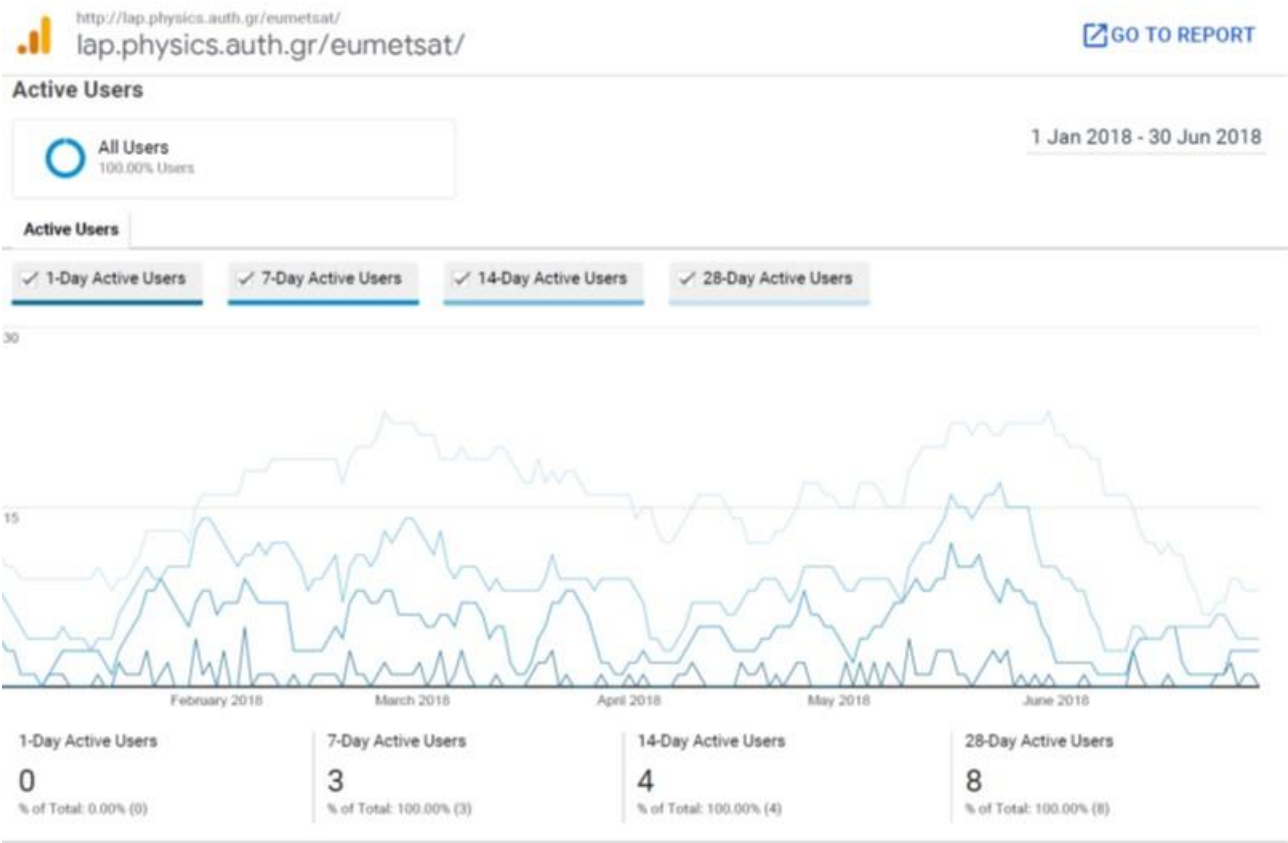 http://lap.physics.auth.gr/eumetsat/
lap.physics.auth.gr/eumetsat/
GO TO REPORT
Active Users
All Users
100.00% Users
1 Jan 2018 - 30 Jun 2018
Active Users
1-Day Active Users
7-Day Active Users
14-Day Active Users
28-Day Active Users
30
15
February 2018
March 2018
April 2018
May 2018
June 2018
1-Day Active Users
0
% of Total: 0.00% (0)
7-Day Active Users
3
% of Total: 100.00% (3)
14-Day Active Users
4
% of Total: 100.00% (4)
28-Day Active Users
8
% of Total: 100.00% (8)